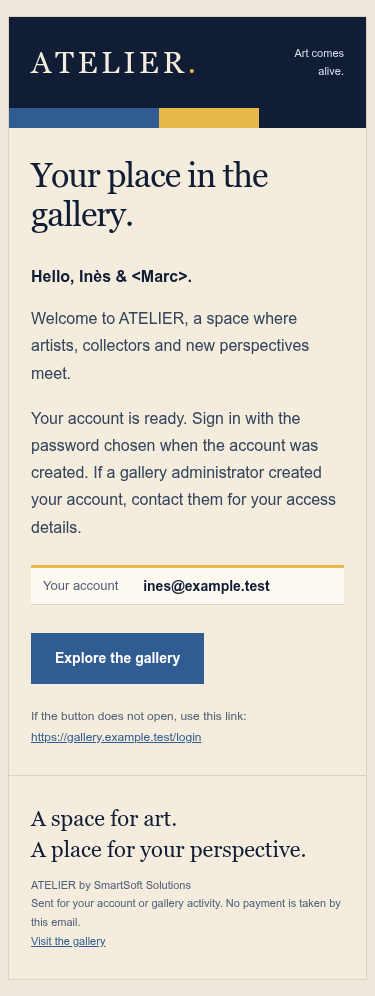 ATELIER.
Art comes
alive.
Your place in the
gallery.
Hello, Inès & <Marc>.
Welcome to ATELIER, a space where
artists, collectors and new perspectives
meet.
Your account is ready. Sign in with the
password chosen when the account was
created. If a gallery administrator created
your account, contact them for your access
details.
Your account ines@example.test
Explore the gallery
If the button does not open, use this link:
https://gallery.example.test/login
A space for art.
A place for your perspective.
ATELIER by SmartSoft Solutions
Sent for your account or gallery activity. No payment is taken by
this email.
Visit the gallery